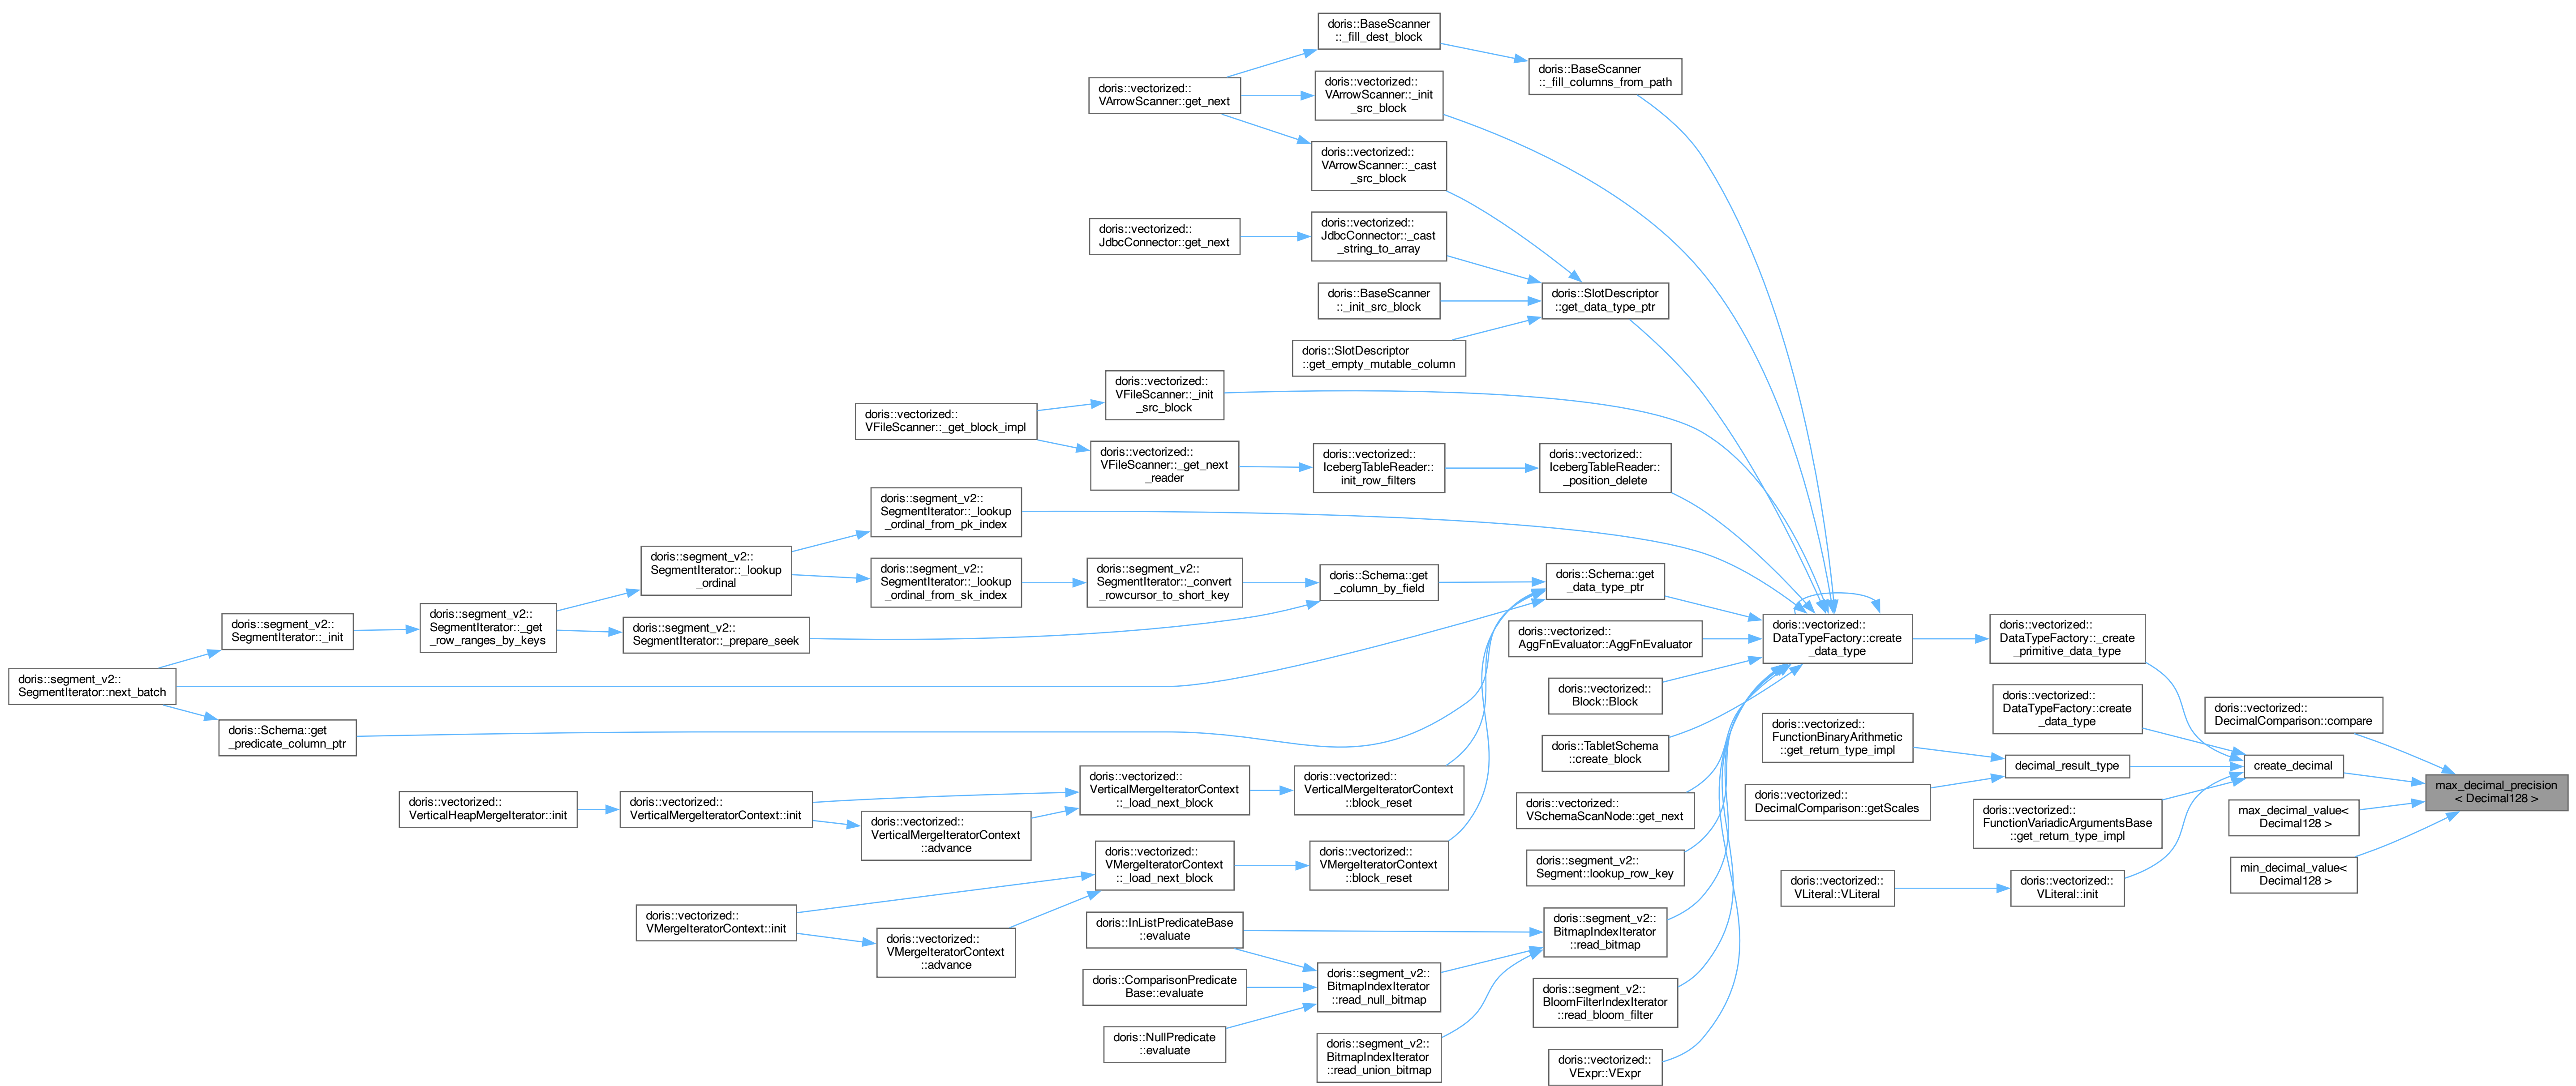 doris::BaseScanner
::_fill_dest_block
doris::BaseScanner
::_fill_columns_from_path
doris::vectorized::
VArrowScanner::get_next
doris::vectorized::
VArrowScanner::_init
_src_block
doris::vectorized::
VArrowScanner::_cast
_src_block
doris::vectorized::
JdbcConnector::get_next
doris::vectorized::
JdbcConnector::_cast
_string_to_array
doris::BaseScanner
::_init_src_block
doris::SlotDescriptor
::get_data_type_ptr
doris::SlotDescriptor
::get_empty_mutable_column
doris::vectorized::
VFileScanner::_init
_src_block
doris::vectorized::
VFileScanner::_get_block_impl
doris::vectorized::
VFileScanner::_get_next
_reader
doris::vectorized::
IcebergTableReader::
init_row_filters
doris::vectorized::
IcebergTableReader::
_position_delete
doris::segment_v2::
SegmentIterator::_lookup
_ordinal_from_pk_index
doris::segment_v2::
SegmentIterator::_lookup
_ordinal
doris::segment_v2::
SegmentIterator::_lookup
_ordinal_from_sk_index
doris::segment_v2::
SegmentIterator::_convert
_rowcursor_to_short_key
doris::Schema::get
_column_by_field
doris::Schema::get
_data_type_ptr
doris::segment_v2::
SegmentIterator::_init
doris::segment_v2::
SegmentIterator::_get
_row_ranges_by_keys
doris::segment_v2::
SegmentIterator::_prepare_seek
doris::segment_v2::
SegmentIterator::next_batch
doris::Schema::get
_predicate_column_ptr
doris::vectorized::
AggFnEvaluator::AggFnEvaluator
doris::vectorized::
DataTypeFactory::create
_data_type
doris::vectorized::
DataTypeFactory::_create
_primitive_data_type
doris::vectorized::
Block::Block
doris::TabletSchema
::create_block
doris::vectorized::
DataTypeFactory::create
_data_type
doris::vectorized::
DecimalComparison::compare
doris::vectorized::
FunctionBinaryArithmetic
::get_return_type_impl
decimal_result_type
create_decimal
max_decimal_precision
< Decimal128 >
doris::vectorized::
DecimalComparison::getScales
doris::vectorized::
FunctionVariadicArgumentsBase
::get_return_type_impl
max_decimal_value<
Decimal128 >
min_decimal_value<
Decimal128 >
doris::vectorized::
VLiteral::VLiteral
doris::vectorized::
VLiteral::init
doris::vectorized::
VerticalHeapMergeIterator::init
doris::vectorized::
VerticalMergeIteratorContext::init
doris::vectorized::
VerticalMergeIteratorContext
::advance
doris::vectorized::
VerticalMergeIteratorContext
::_load_next_block
doris::vectorized::
VerticalMergeIteratorContext
::block_reset
doris::vectorized::
VSchemaScanNode::get_next
doris::segment_v2::
Segment::lookup_row_key
doris::vectorized::
VMergeIteratorContext
::_load_next_block
doris::vectorized::
VMergeIteratorContext
::block_reset
doris::vectorized::
VMergeIteratorContext::init
doris::vectorized::
VMergeIteratorContext
::advance
doris::InListPredicateBase
::evaluate
doris::segment_v2::
BitmapIndexIterator
::read_bitmap
doris::ComparisonPredicate
Base::evaluate
doris::segment_v2::
BitmapIndexIterator
::read_null_bitmap
doris::segment_v2::
BloomFilterIndexIterator
::read_bloom_filter
doris::NullPredicate
::evaluate
doris::segment_v2::
BitmapIndexIterator
::read_union_bitmap
doris::vectorized::
VExpr::VExpr